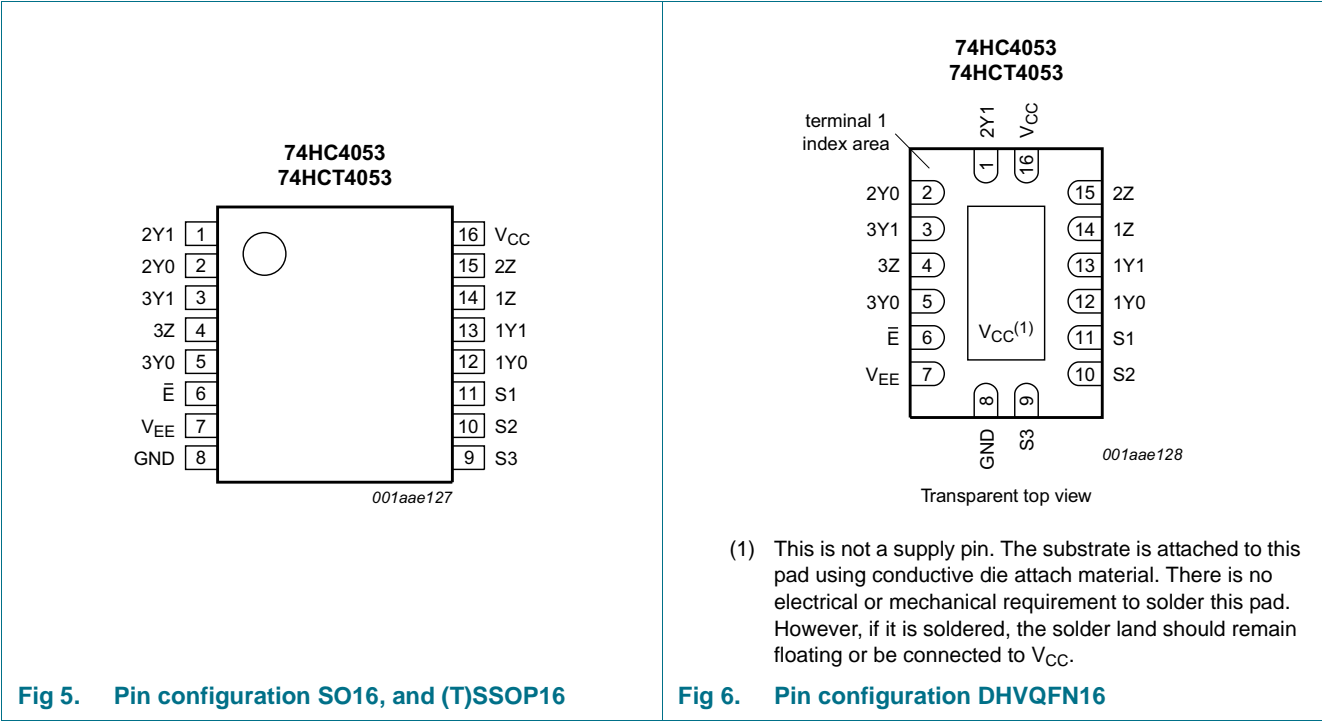 74HC4053
74HCT4053
2Y1 1
2Y0 2
3Y1 3
3Z 4
3Y0 5
E̅ 6
VEE 7
GND 8
16 VCC
15 2Z
14 1Z
13 1Y1
12 1Y0
11 S1
10 S2
9 S3
001aae127
Fig 5. Pin configuration SO16, and (T)SSOP16
74HC4053
74HCT4053
terminal 1
index area
2Y1
VCC
1
16
2Y0 2
3Y1 3
3Z 4
3Y0 5
E̅ 6
VEE 7
VCC(1)
15 2Z
14 1Z
13 1Y1
12 1Y0
11 S1
10 S2
8
9
GND
S3
001aae128
Transparent top view
(1) This is not a supply pin. The substrate is attached to this
pad using conductive die attach material. There is no
electrical or mechanical requirement to solder this pad.
However, if it is soldered, the solder land should remain
floating or be connected to VCC.
Fig 6. Pin configuration DHVQFN16